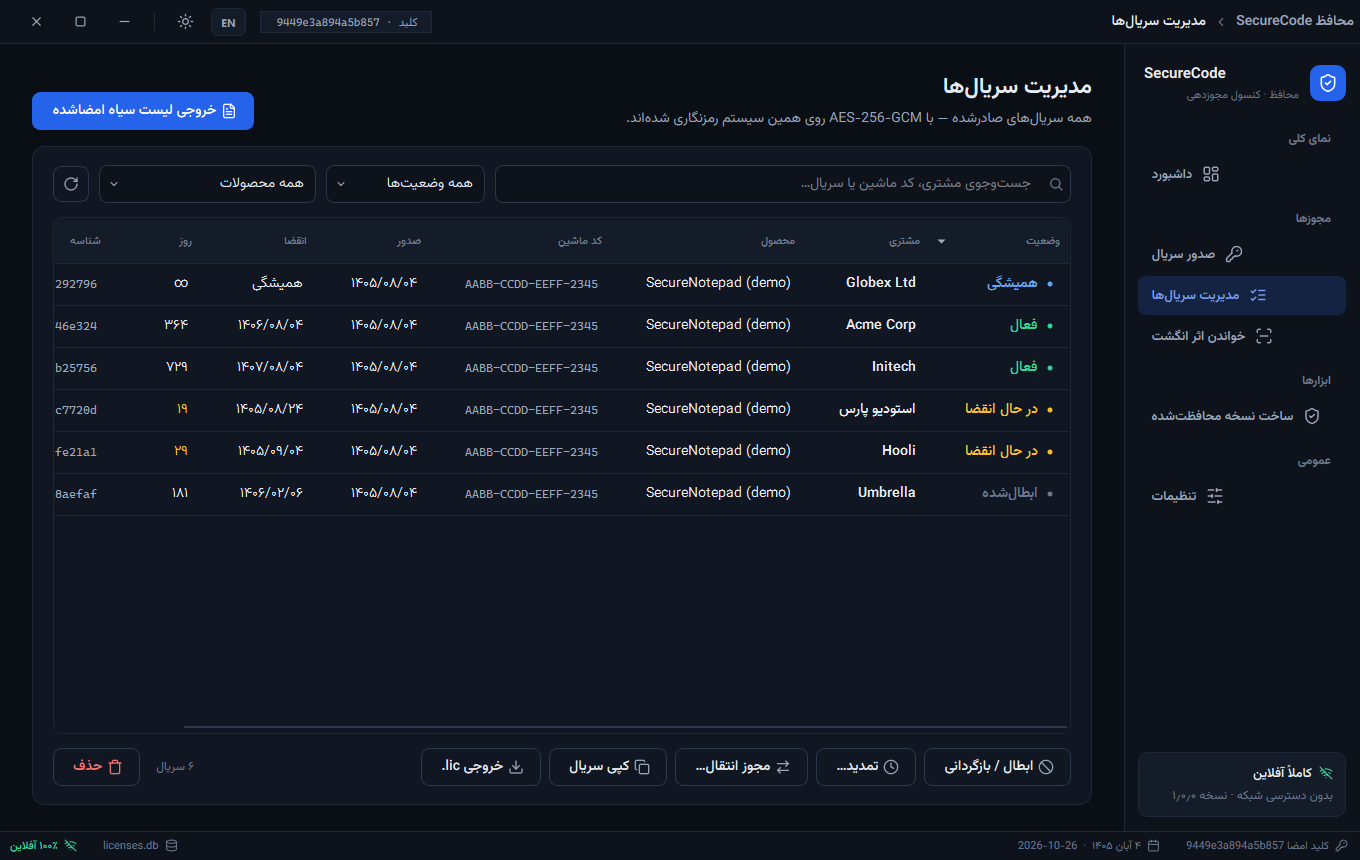 محافظ SecureCode › مدیریت سریال‌ها
کلید · 9449e3a894a5b857
EN
SecureCode
محافظ · کنسول مجوزدهی
نمای کلی
داشبورد
مجوزها
صدور سریال
مدیریت سریال‌ها
خواندن اثر انگشت
ابزارها
ساخت نسخه محافظت‌شده
عمومی
تنظیمات
کاملاً آفلاین
بدون دسترسی شبکه · نسخه ۱٫۰٫۰
مدیریت سریال‌ها
همه سریال‌های صادرشده — با AES-256-GCM روی همین سیستم رمزنگاری شده‌اند.
خروجی لیست سیاه امضاشده
جست‌وجوی مشتری، کد ماشین یا سریال…
همه وضعیت‌ها
همه محصولات
وضعیت مشتری محصول کد ماشین صدور انقضا روز شناسه
همیشگی Globex Ltd SecureNotepad (demo) AABB-CCDD-EEFF-2345 ۱۴۰۵/۰۸/۰۴ همیشگی ∞ 292796
فعال Acme Corp SecureNotepad (demo) AABB-CCDD-EEFF-2345 ۱۴۰۵/۰۸/۰۴ ۱۴۰۶/۰۸/۰۴ ۳۶۴ 46e324
فعال Initech SecureNotepad (demo) AABB-CCDD-EEFF-2345 ۱۴۰۵/۰۸/۰۴ ۱۴۰۷/۰۸/۰۴ ۷۲۹ b25756
در حال انقضا استودیو پارس SecureNotepad (demo) AABB-CCDD-EEFF-2345 ۱۴۰۵/۰۸/۰۴ ۱۴۰۵/۰۸/۲۴ ۱۹ c7720d
در حال انقضا Hooli SecureNotepad (demo) AABB-CCDD-EEFF-2345 ۱۴۰۵/۰۸/۰۴ ۱۴۰۵/۰۹/۰۴ ۲۹ fe21a1
ابطال‌شده Umbrella SecureNotepad (demo) AABB-CCDD-EEFF-2345 ۱۴۰۵/۰۸/۰۴ ۱۴۰۶/۰۲/۰۶ ۱۸۱ 8aefaf
ابطال / بازگردانی
تمدید…
مجوز انتقال…
کپی سریال
خروجی .lic
۶ سریال
حذف
کلید امضا 9449e3a894a5b857
۴ آبان ۱۴۰۵ · 2026-10-26
licenses.db
۱۰۰٪ آفلاین